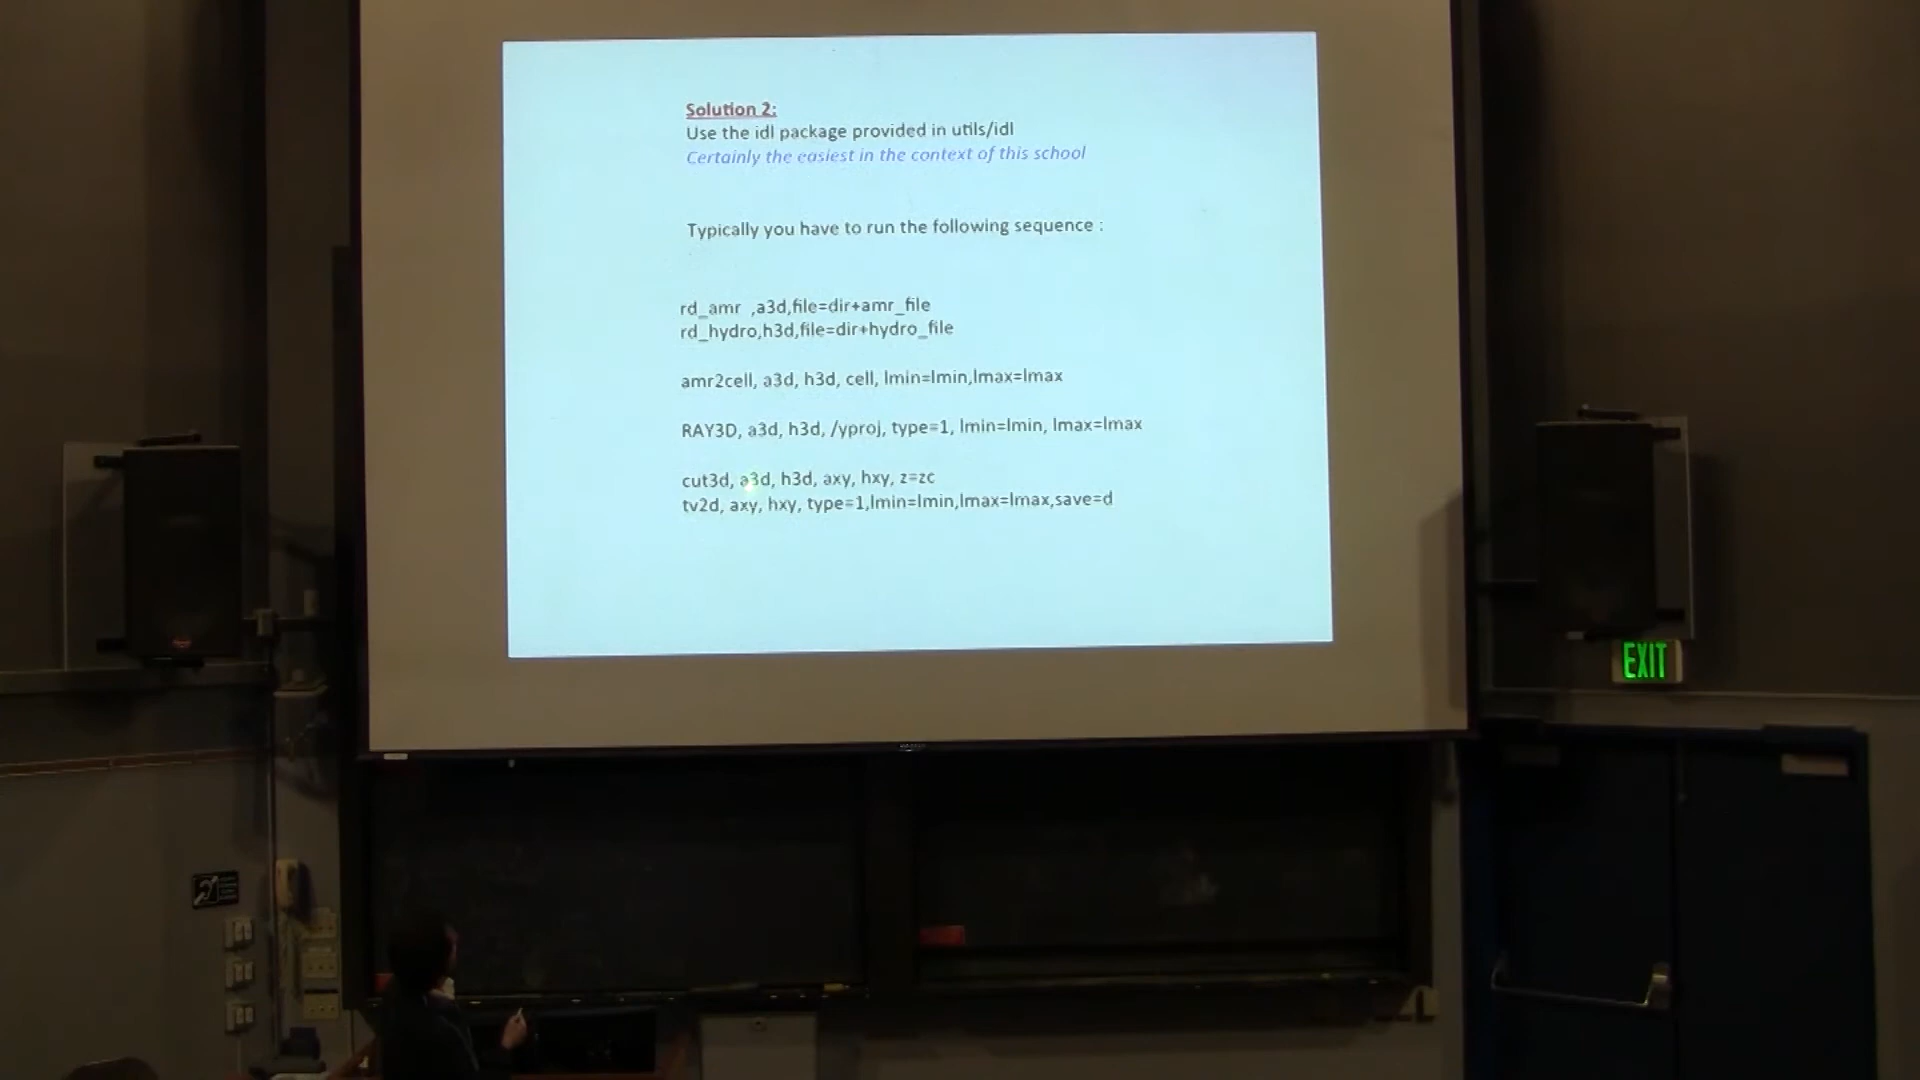 Solution 2:
Use the idl package provided in utils/idl
Certainly the easiest in the context of this school
Typically you have to run the following sequence :
rd_amr ,a3d,file=dir+amr_file
rd_hydro,h3d,file=dir+hydro_file
amr2cell, a3d, h3d, cell, lmin=lmin,lmax=lmax
RAY3D, a3d, h3d, /yproj, type=1, lmin=lmin, lmax=lmax
cut3d, a3d, h3d, axy, hxy, z=zc
tv2d, axy, hxy, type=1,lmin=lmin,lmax=lmax,save=d
EXIT